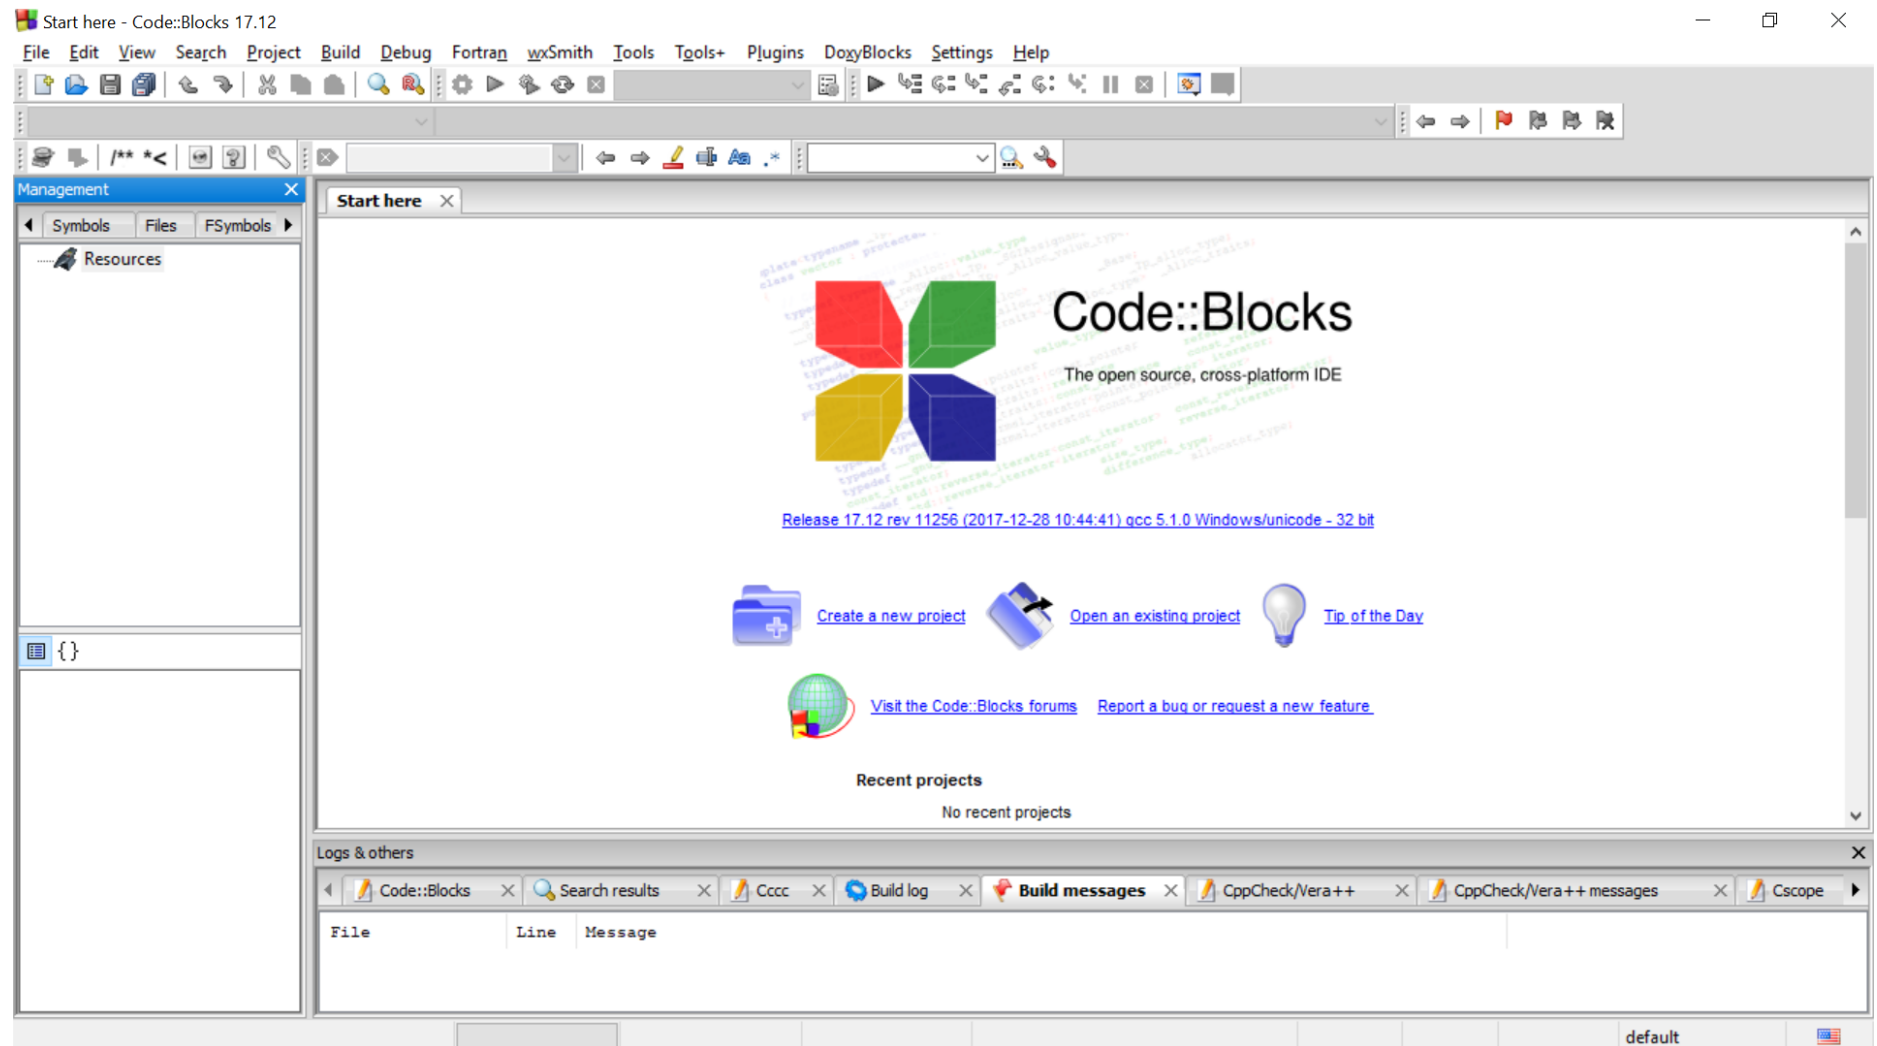 Start here - Code::Blocks 17.12
File Edit View Search Project Build Debug Fortran wxSmith Tools Tools+ Plugins DoxyBlocks Settings Help
/** *<
Aa .*
Management
Symbols Files FSymbols
Resources
{}
Start here
Code::Blocks
The open source, cross-platform IDE
Release 17.12 rev 11256 (2017-12-28 10:44:41) gcc 5.1.0 Windows/unicode - 32 bit
Create a new project Open an existing project Tip of the Day
Visit the Code::Blocks forums Report a bug or request a new feature
Recent projects
No recent projects
Logs & others
Code::Blocks Search results Cccc Build log Build messages CppCheck/Vera++ CppCheck/Vera++ messages Cscope
File Line Message
default